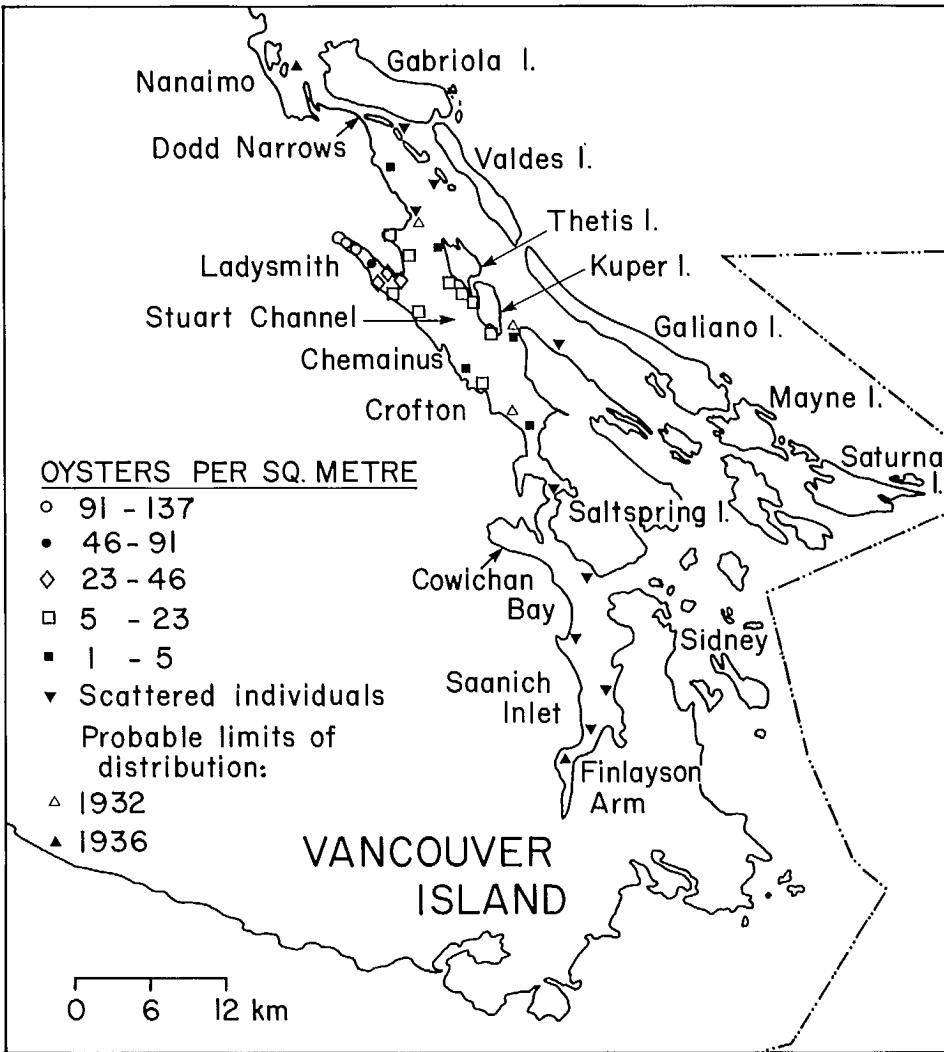 Gabriola I.
Nanaimo
Dodd Narrows
Valdes I.
Thetis I.
Ladysmith
Kuper I.
Stuart Channel
Galiano I.
Chemainus
Mayne I.
Crofton
Saturna
I.
OYSTERS PER SQ. METRE
91 - 137
46 - 91
23 - 46
5 - 23
1 - 5
Scattered individuals
Probable limits of
distribution:
1932
1936
Saltspring I.
Cowichan
Bay
Sidney
Saanich
Inlet
Finlayson
Arm
VANCOUVER
ISLAND
0 6 12 km